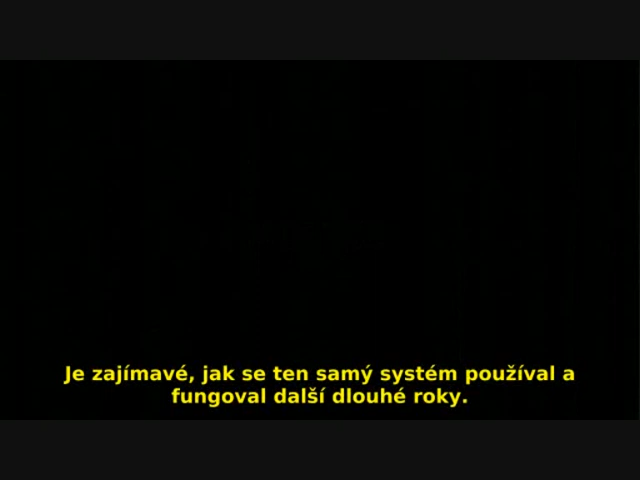 Je zajímavé, jak se ten samý systém používal a
fungoval další dlouhé roky.